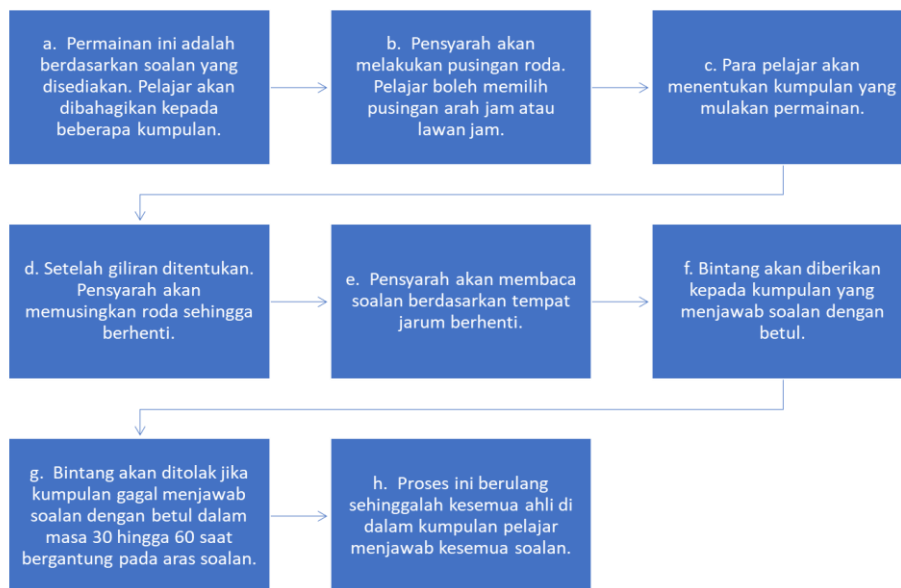 a. Permainan ini adalah
berdasarkan soalan yang
disediakan. Pelajar akan
dibahagikan kepada
beberapa kumpulan.
b. Pensyarah akan
melakukan pusingan roda.
Pelajar boleh memilih
pusingan arah jam atau
lawan jam.
c. Para pelajar akan
menentukan kumpulan yang
mulakan permainan.
d. Setelah giliran ditentukan.
Pensyarah akan
memusingkan roda sehingga
berhenti.
e. Pensyarah akan membaca
soalan berdasarkan tempat
jarum berhenti.
f. Bintang akan diberikan
kepada kumpulan yang
menjawab soalan dengan
betul.
g. Bintang akan ditolak jika
kumpulan gagal menjawab
soalan dengan betul dalam
masa 30 hingga 60 saat
bergantung pada aras soalan.
h. Proses ini berulang
sehinggalah kesemua ahli di
dalam kumpulan pelajar
menjawab kesemua soalan.